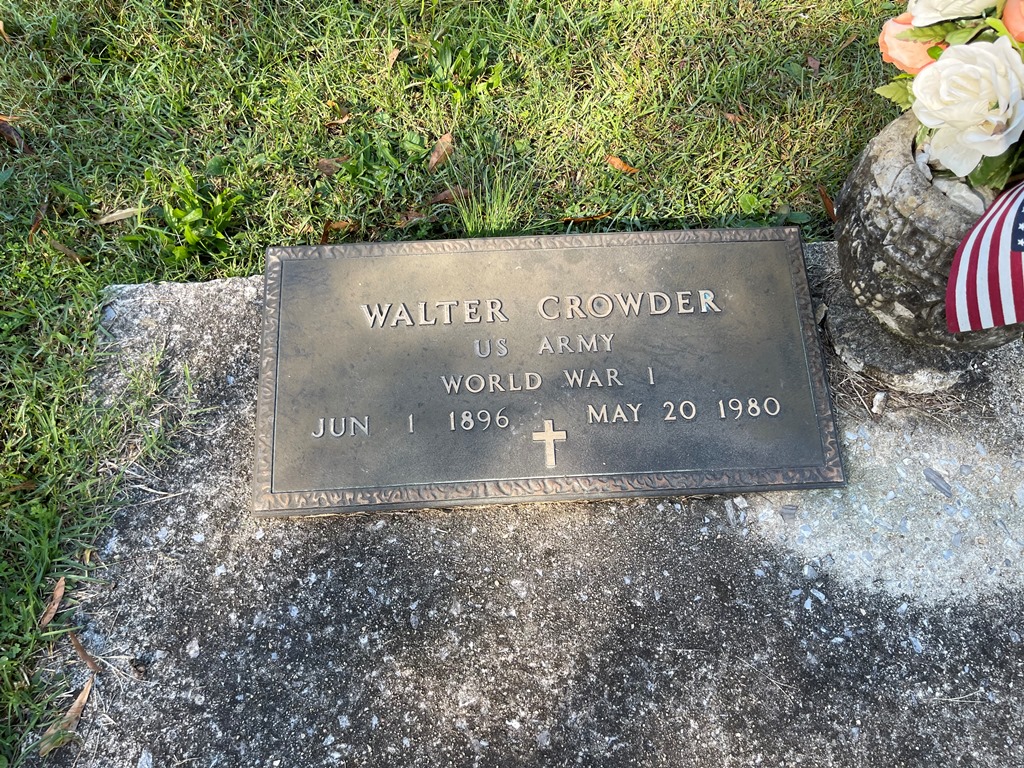 WALTER CROWDER
US ARMY
WORLD WAR I
JUN 1 1896 MAY 20 1980